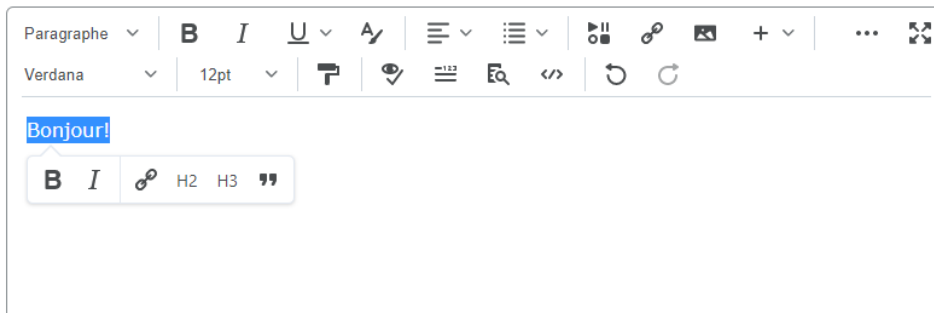 Paragraphe B I U
Verdana 12pt </>
Bonjour!
B I H2 H3 "